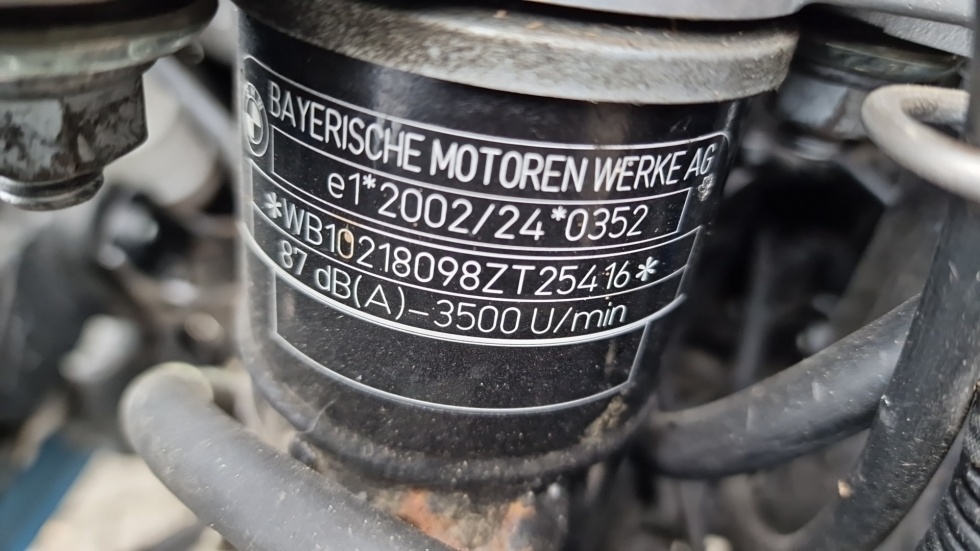 BAYERISCHE MOTOREN WERKE AG
e1*2002/24*0352
*WB10218098ZT25416*
87 dB(A)-3500 U/min